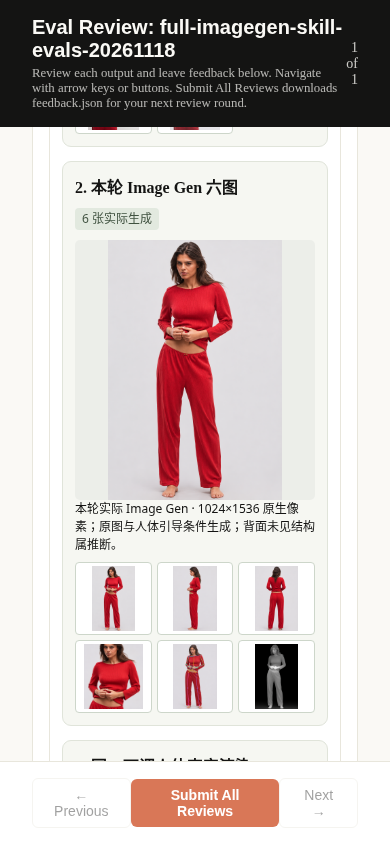 Eval Review: full-imagegen-skill-
evals-20261118
Review each output and leave feedback below. Navigate
with arrow keys or buttons. Submit All Reviews downloads
feedback.json for your next review round.
1
of
1
2. 本轮 Image Gen 六图
6 张实际生成
本轮实际 Image Gen · 1024×1536 原生像
素；原图与人体引导条件生成；背面未见结构
属推断。
←
Previous
Submit All
Reviews
Next
→